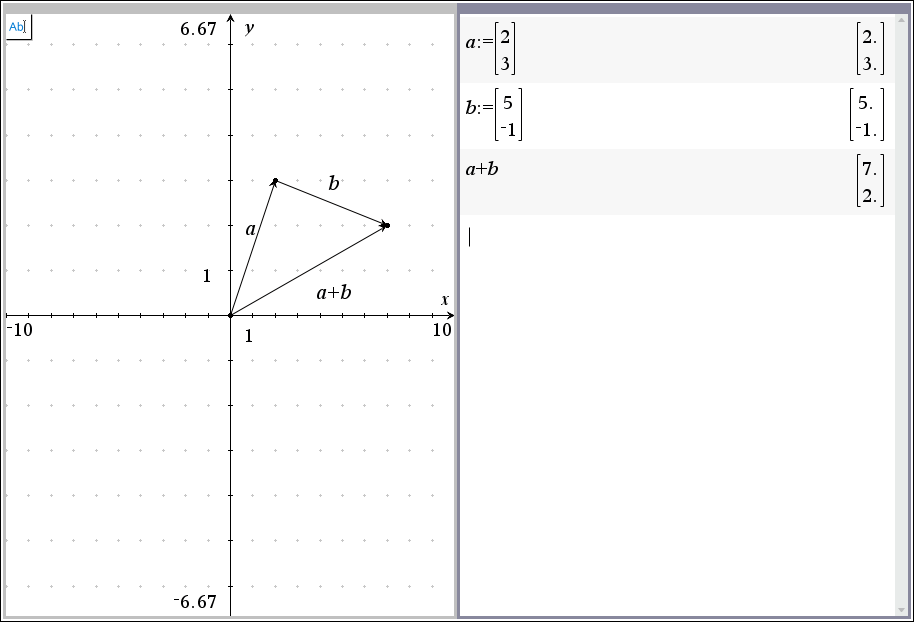 Ab
6.67 y
b
a
1
a+b
x
-10
10
1
-6.67
a:=[2 3] [2. 3.]
b:=[5 -1] [5. -1.]
a+b [7. 2.]